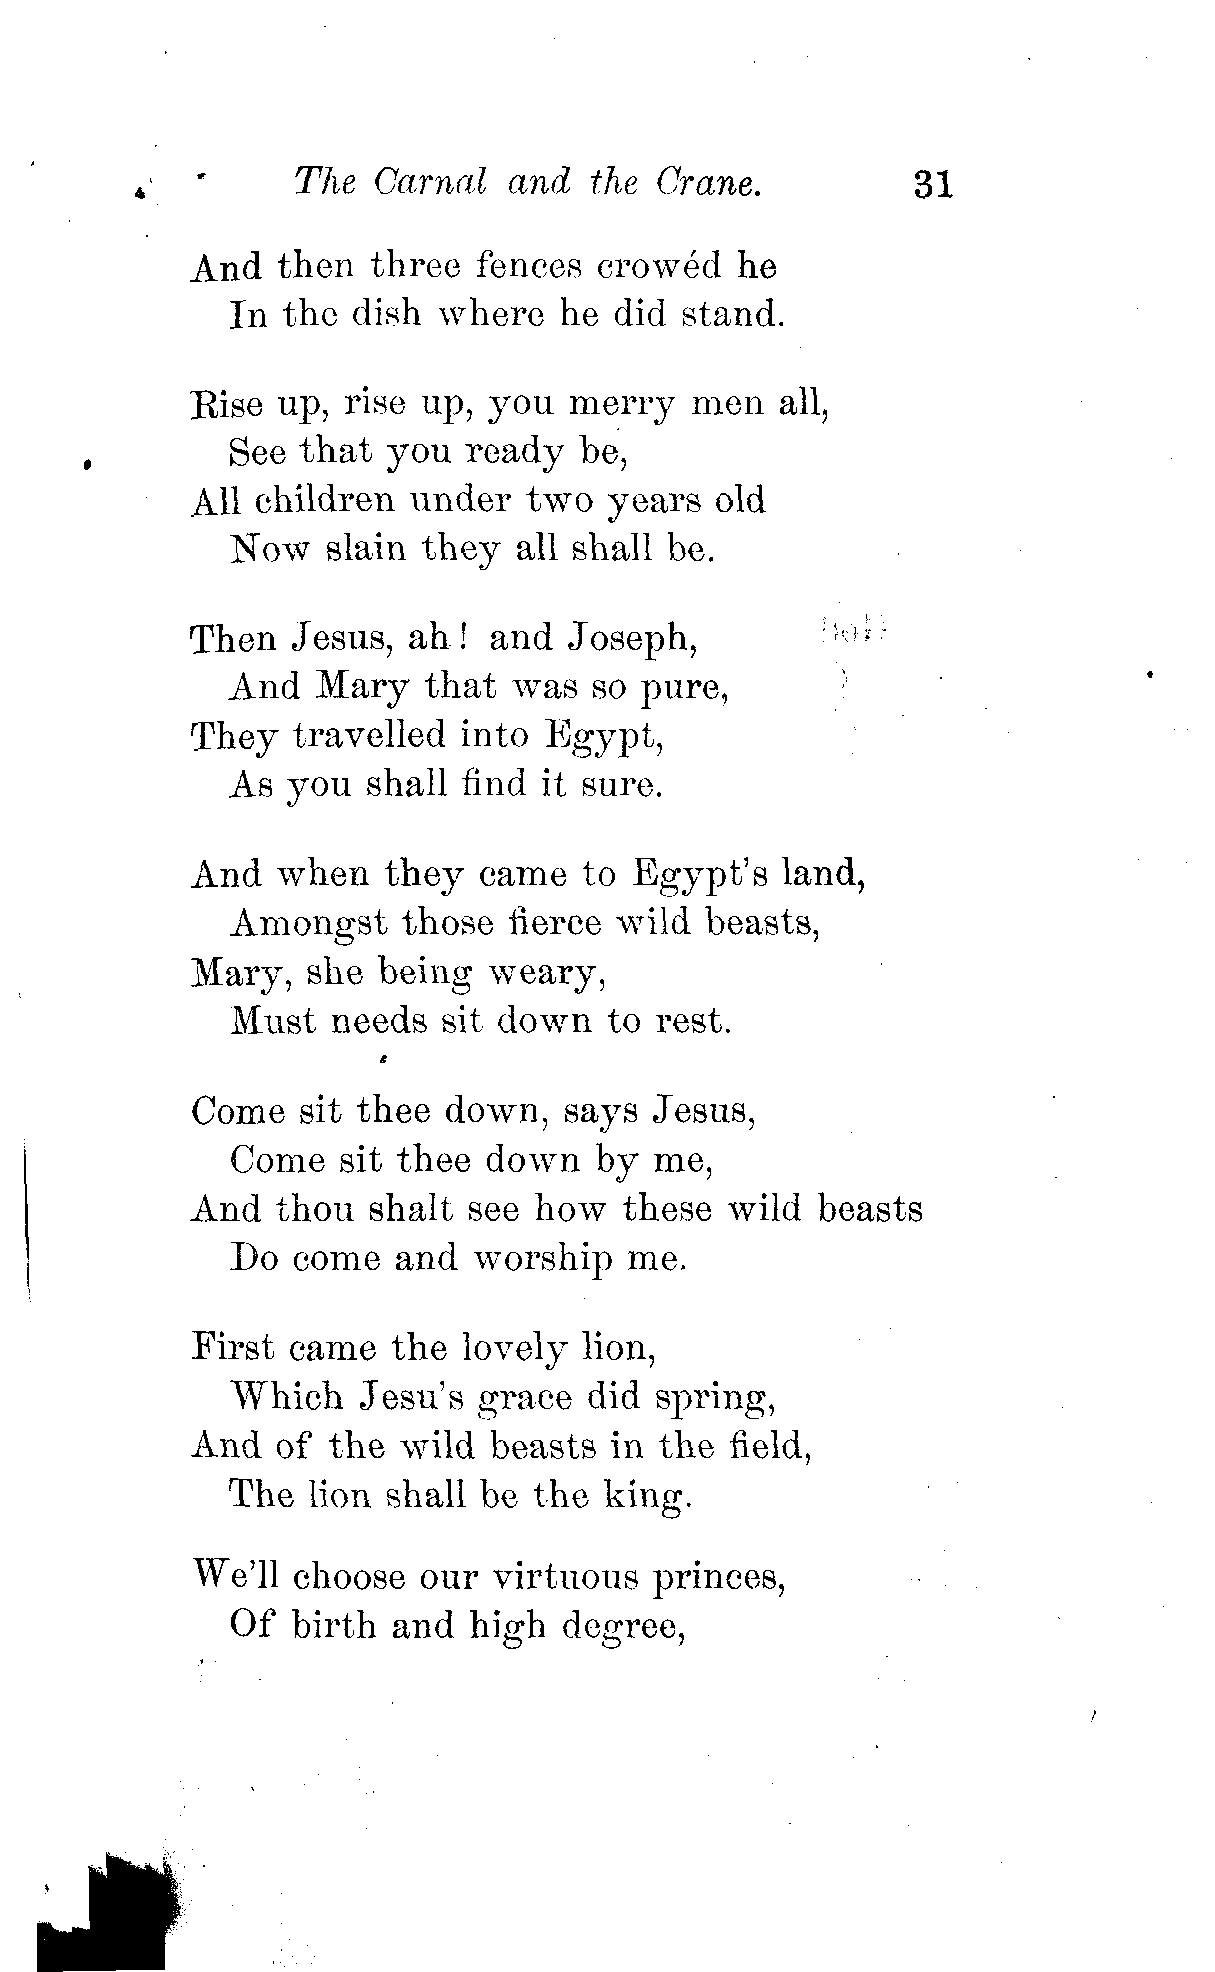 The Carnal and the Crane. 31
And then three fences crowéd he
In the dish where he did stand.
Rise up, rise up, you merry men all,
See that you ready be,
All children under two years old
Now slain they all shall be.
Then Jesus, ah! and Joseph,
And Mary that was so pure,
They travelled into Egypt,
As you shall find it sure.
And when they came to Egypt's land,
Amongst those fierce wild beasts,
Mary, she being weary,
Must needs sit down to rest.
Come sit thee down, says Jesus,
Come sit thee down by me,
And thou shalt see how these wild beasts
Do come and worship me.
First came the lovely lion,
Which Jesu's grace did spring,
And of the wild beasts in the field,
The lion shall be the king.
We'll choose our virtuous princes,
Of birth and high degree,